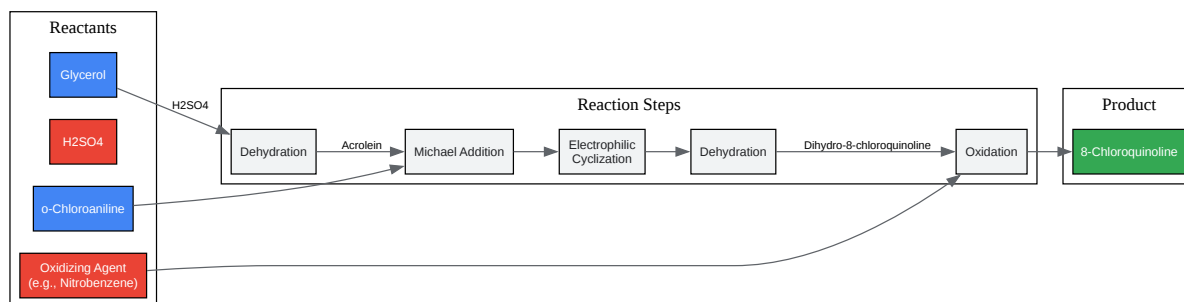 Reactants
Glycerol
H2SO4
o-Chloroaniline
Oxidizing Agent
(e.g., Nitrobenzene)
H2SO4
Reaction Steps
Dehydration
Acrolein
Michael Addition
Electrophilic
Cyclization
Dehydration
Dihydro-8-chloroquinoline
Oxidation
Product
8-Chloroquinoline